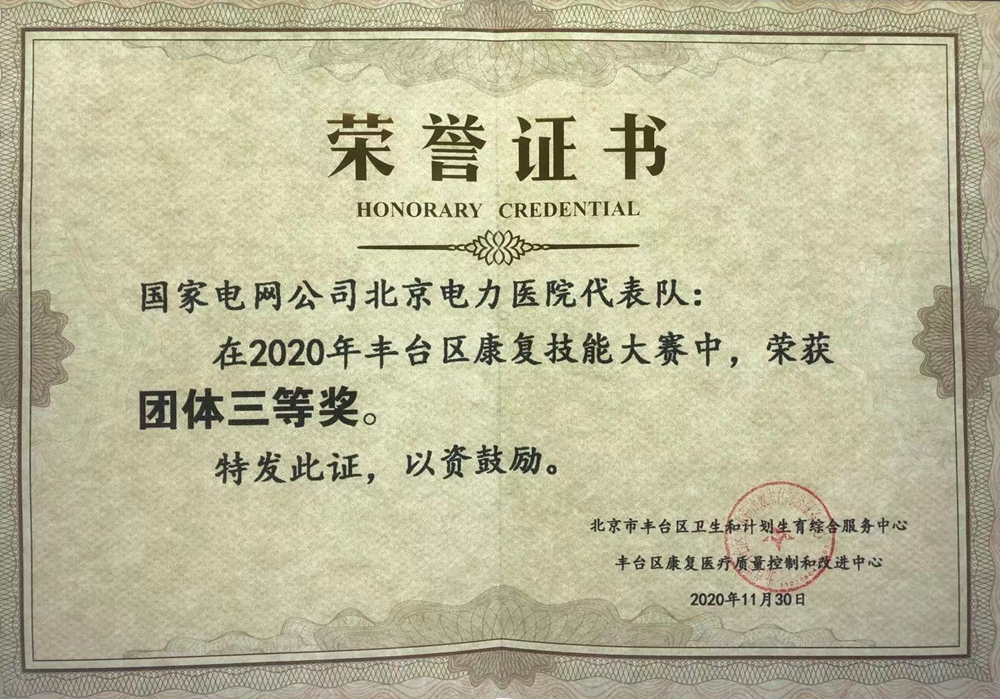 荣誉证书
HONORARY CREDENTIAL
国家电网公司北京电力医院代表队：
在2020年丰台区康复技能大赛中，荣获
团体三等奖。
特发此证，以资鼓励。
北京市丰台区卫生和计划生育综合服务中心
丰台区康复医疗质量控制和改进中心
2020年11月30日